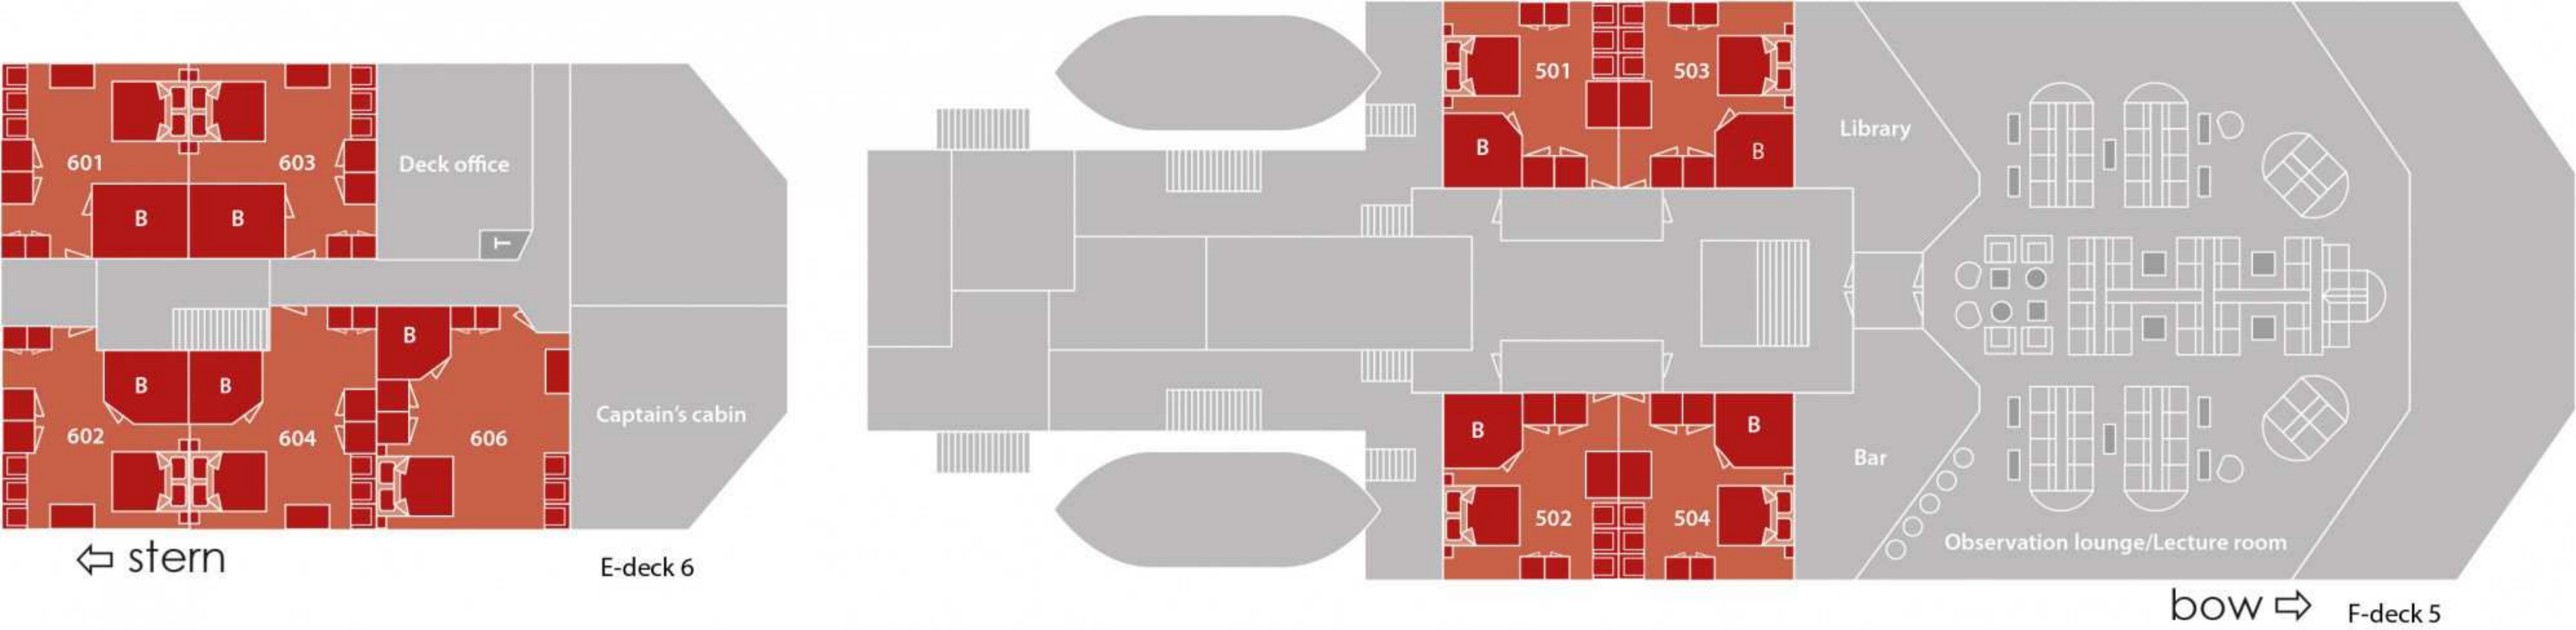 601
603
Deck office
B
B
T
B
B
B
602
604
606
Captain's cabin
⇦ stern
E-deck 6
501
503
B
B
Library
B
B
502
504
Bar
Observation lounge/Lecture room
bow ⇨
F-deck 5